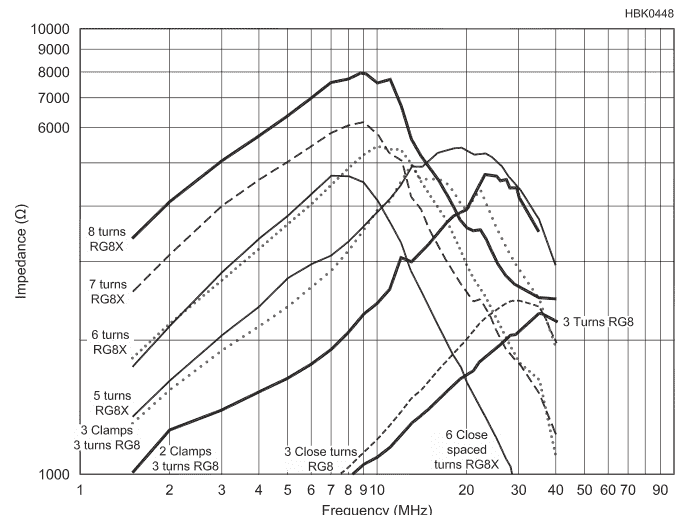 HBK0448
10000
9000
8000
7000
6000
1000
Impedance (Ω)
8 turns
RG8X
7 turns
RG8X
6 turns
RG8X
5 turns
RG8X
3 Clamps
3 turns RG8
2 Clamps
3 turns RG8
3 Close turns
RG8
6 Close
spaced
turns RG8X
3 Turns RG8
1 2 3 4 5 6 7 8 9 10 20 30 40 50 60 70 90
Frequency (MHz)